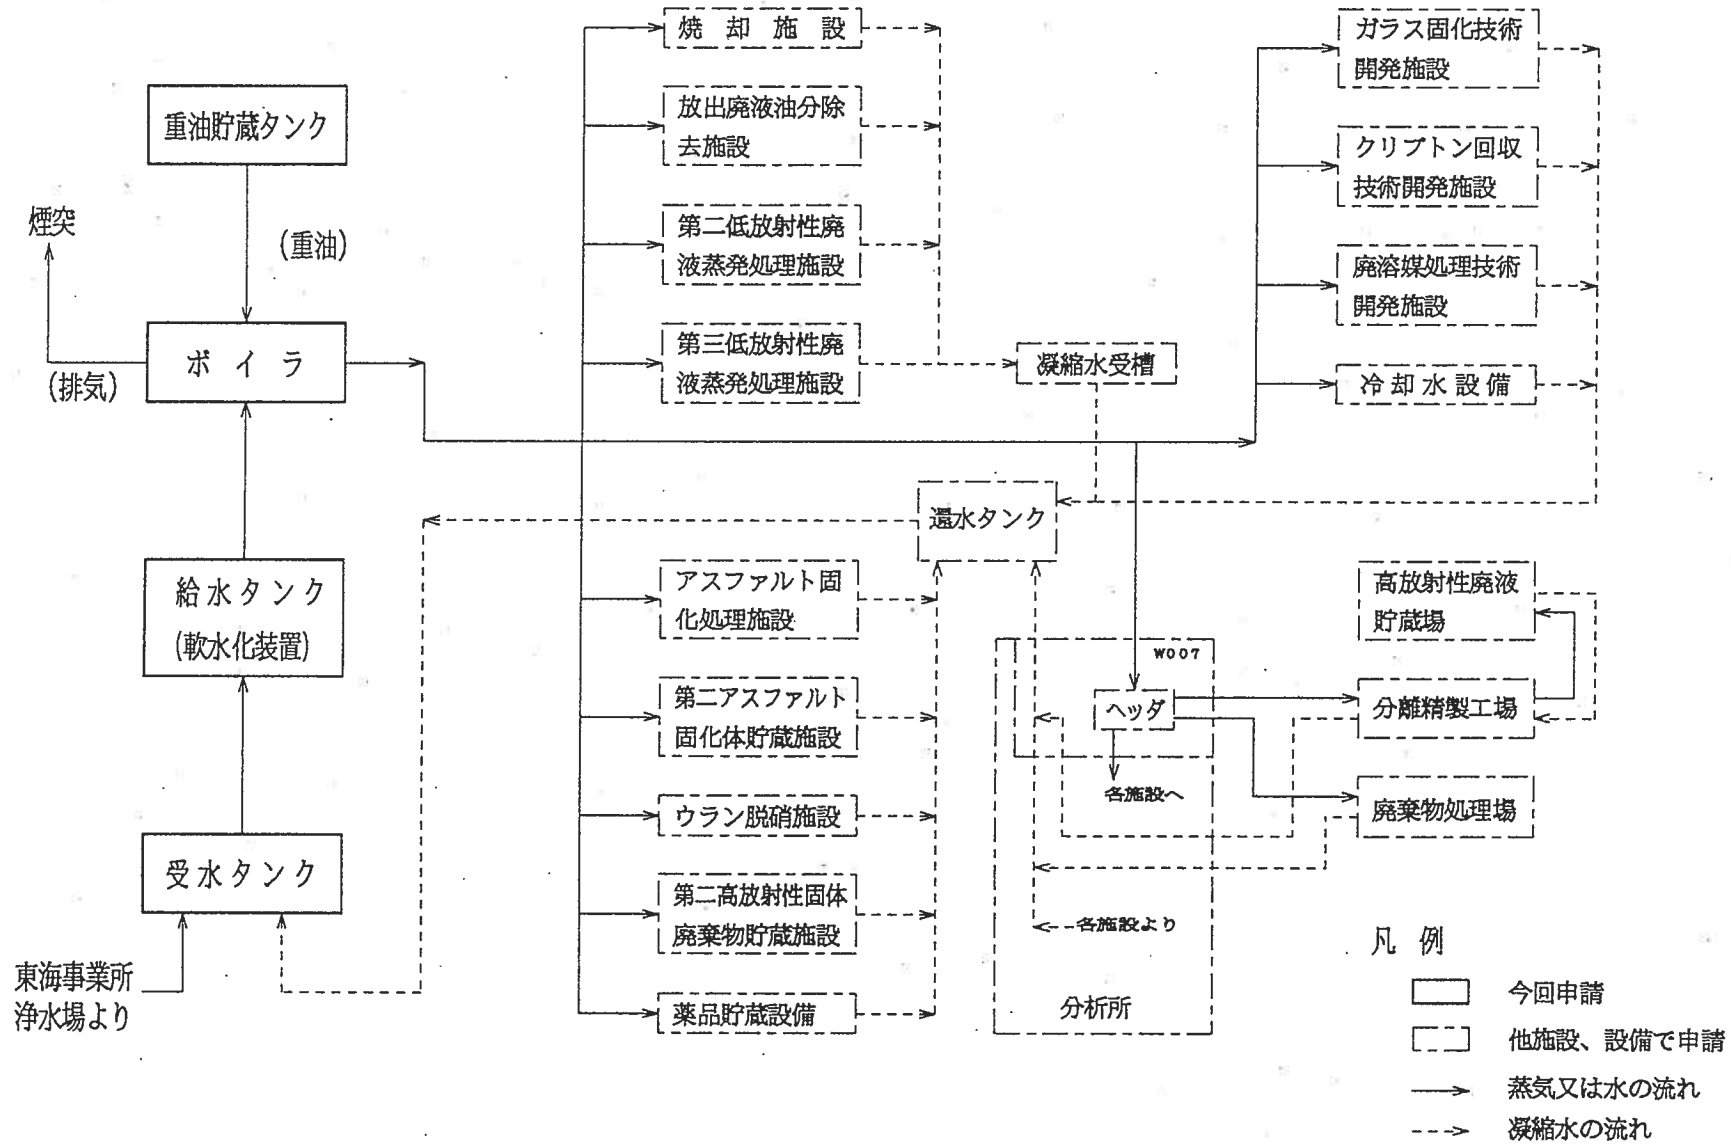 重油貯蔵タンク
煙突
(重油)
ボイラ
(排気)
給水タンク
(軟水化装置)
受水タンク
東海事業所
浄水場より
焼却施設
放出廃液油分除
去施設
第二低放射性廃
液蒸発処理施設
第三低放射性廃
液蒸発処理施設
凝縮水受槽
還水タンク
アスファルト固
化処理施設
第二アスファルト
固化体貯蔵施設
ウラン脱硝施設
第二高放射性固体
廃棄物貯蔵施設
薬品貯蔵設備
ガラス固化技術
開発施設
クリプトン回収
技術開発施設
廃溶媒処理技術
開発施設
冷却水設備
W007
ヘッダ
各施設へ
各施設より
分析所
高放射性廃液
貯蔵場
分離精製工場
廃棄物処理場
凡例
今回申請
他施設、設備で申請
蒸気又は水の流れ
凝縮水の流れ